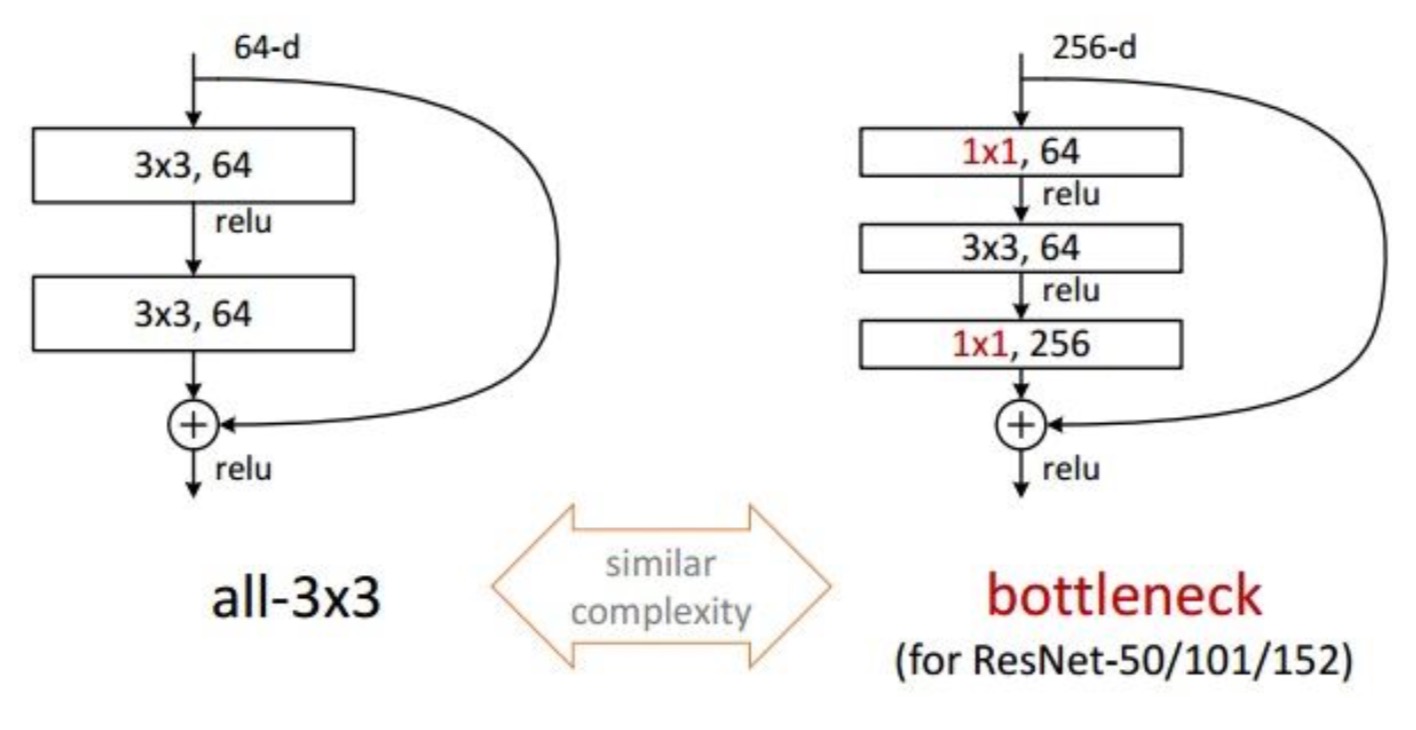 64-d
3x3, 64
relu
3x3, 64
+
relu
all-3x3
similar
complexity
256-d
1x1, 64
relu
3x3, 64
relu
1x1, 256
+
relu
bottleneck
(for ResNet-50/101/152)